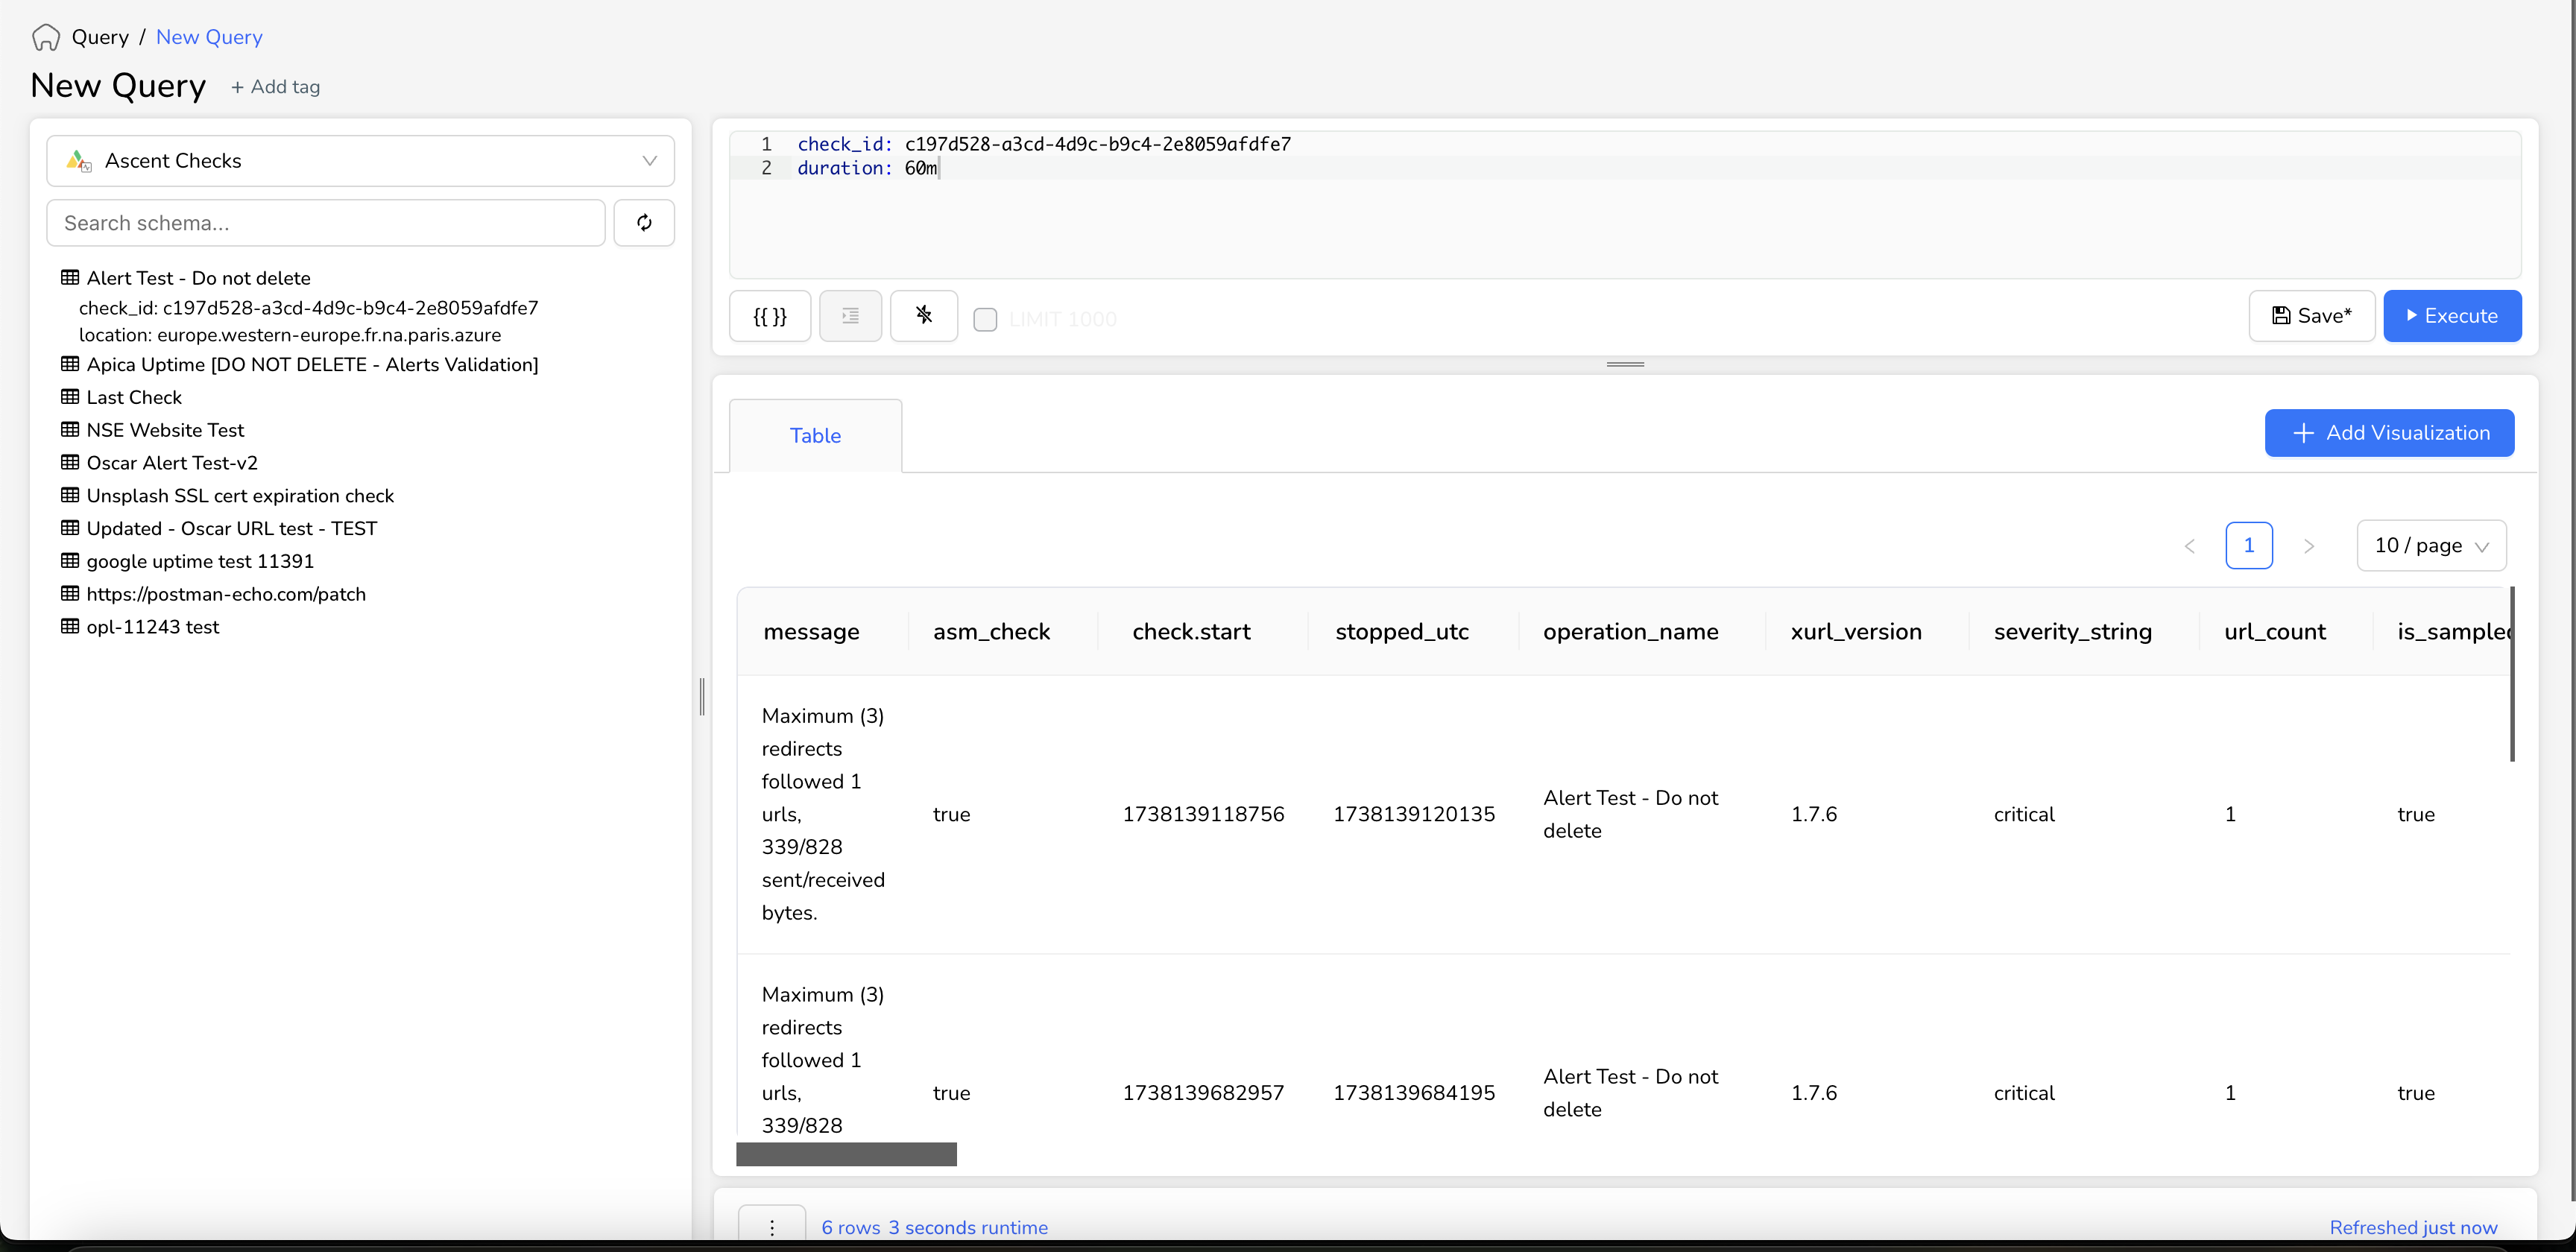 Query / New Query
New Query + Add tag
Ascent Checks
Search schema...
Alert Test - Do not delete
check_id: c197d528-a3cd-4d9c-b9c4-2e8059afdfe7
location: europe.western-europe.fr.na.paris.azure
Apica Uptime [DO NOT DELETE - Alerts Validation]
Last Check
NSE Website Test
Oscar Alert Test-v2
Unsplash SSL cert expiration check
Updated - Oscar URL test - TEST
google uptime test 11391
https://postman-echo.com/patch
opl-11243 test
1 check_id: c197d528-a3cd-4d9c-b9c4-2e8059afdfe7
2 duration: 60m
{{ }} LIMIT 1000 Save* Execute
Table
+ Add Visualization
< 1 > 10 / page
message asm_check check.start stopped_utc operation_name xurl_version severity_string url_count is_sampled
Maximum (3)
redirects
followed 1
urls,
339/828
sent/received
bytes.
true 1738139118756 1738139120135
Alert Test - Do not
delete
1.7.6 critical 1 true
Maximum (3)
redirects
followed 1
urls,
339/828
true 1738139682957 1738139684195
Alert Test - Do not
delete
1.7.6 critical 1 true
6 rows 3 seconds runtime
Refreshed just now